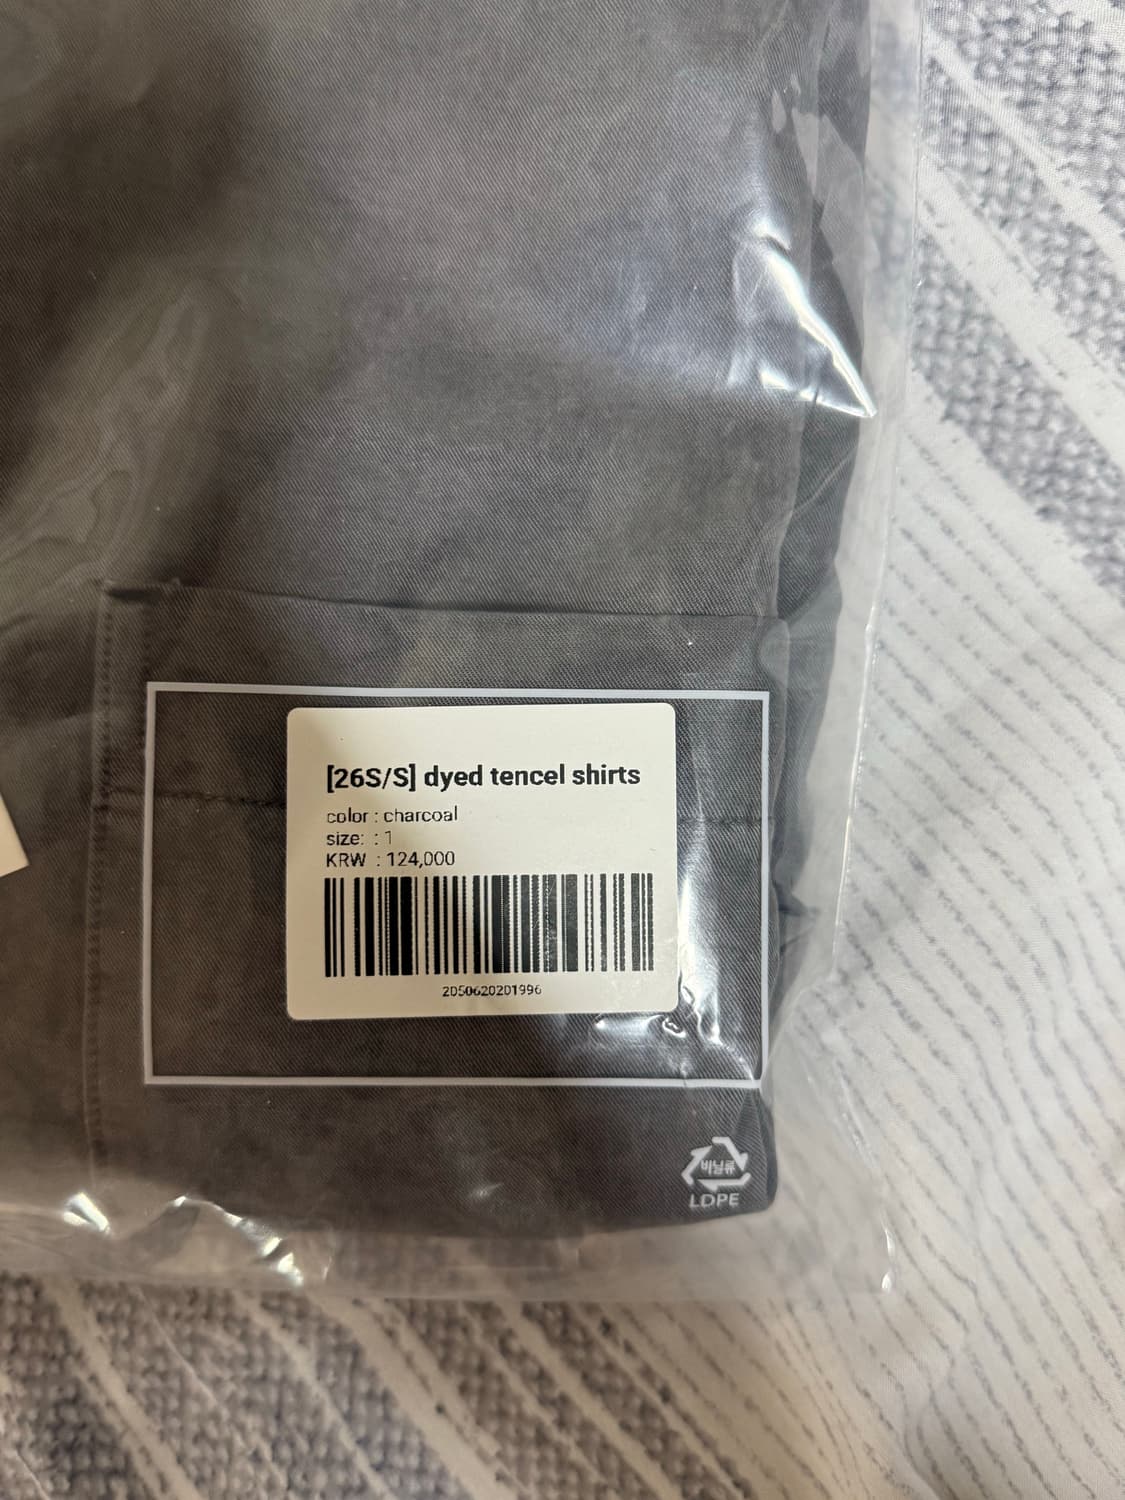 [26S/S] dyed tencel shirts
color : charcoal
size: : 1
KRW : 124,000
2050620201996
비닐류
LDPE